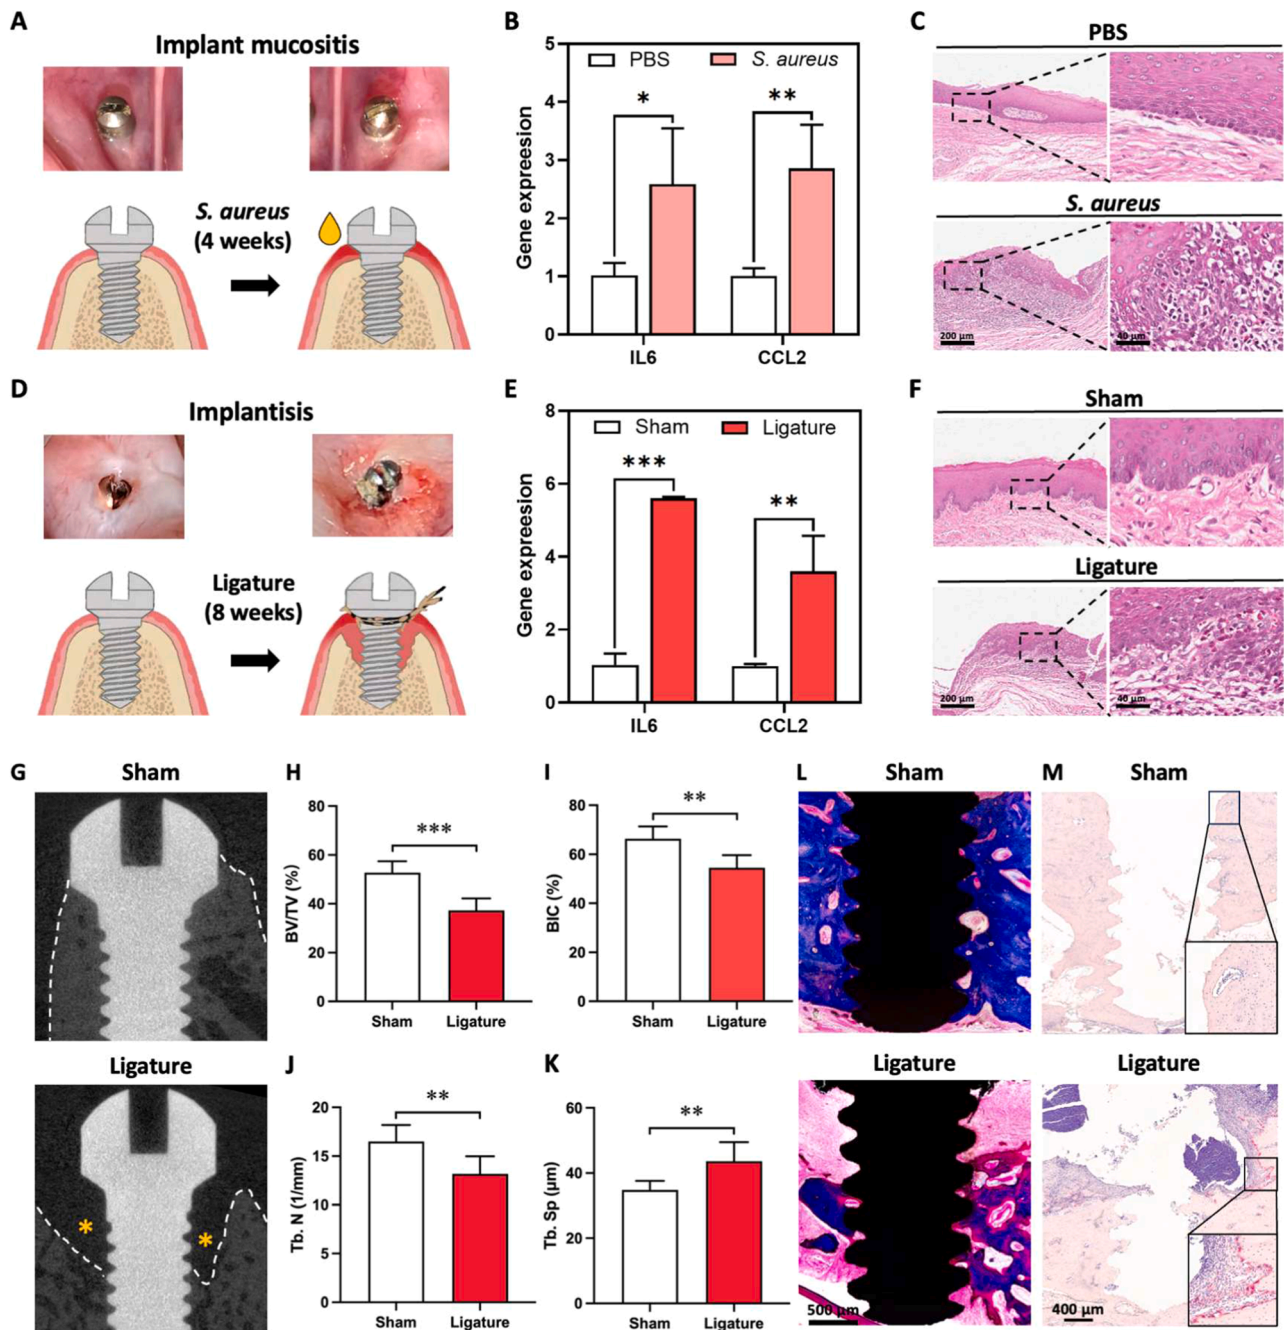 A
Implant mucositis
S. aureus
(4 weeks)
B
5
4
3
2
1
0
Gene expreesion
PBS
S. aureus
*
**
IL6
CCL2
C
PBS
S. aureus
200 µm
40 µm
D
Implantisis
Ligature
(8 weeks)
E
8
6
4
2
0
Gene expreesion
Sham
Ligature
***
**
IL6
CCL2
F
Sham
Ligature
200 µm
40 µm
G
Sham
Ligature
*
*
H
80
60
40
20
0
BV/TV (%)
***
Sham
Ligature
I
80
60
40
20
0
BIC (%)
**
Sham
Ligature
J
20
15
10
5
0
Tb. N (1/mm)
**
Sham
Ligature
K
60
40
20
0
Tb. Sp (µm)
**
Sham
Ligature
L
Sham
Ligature
500 µm
M
Sham
Ligature
400 µm